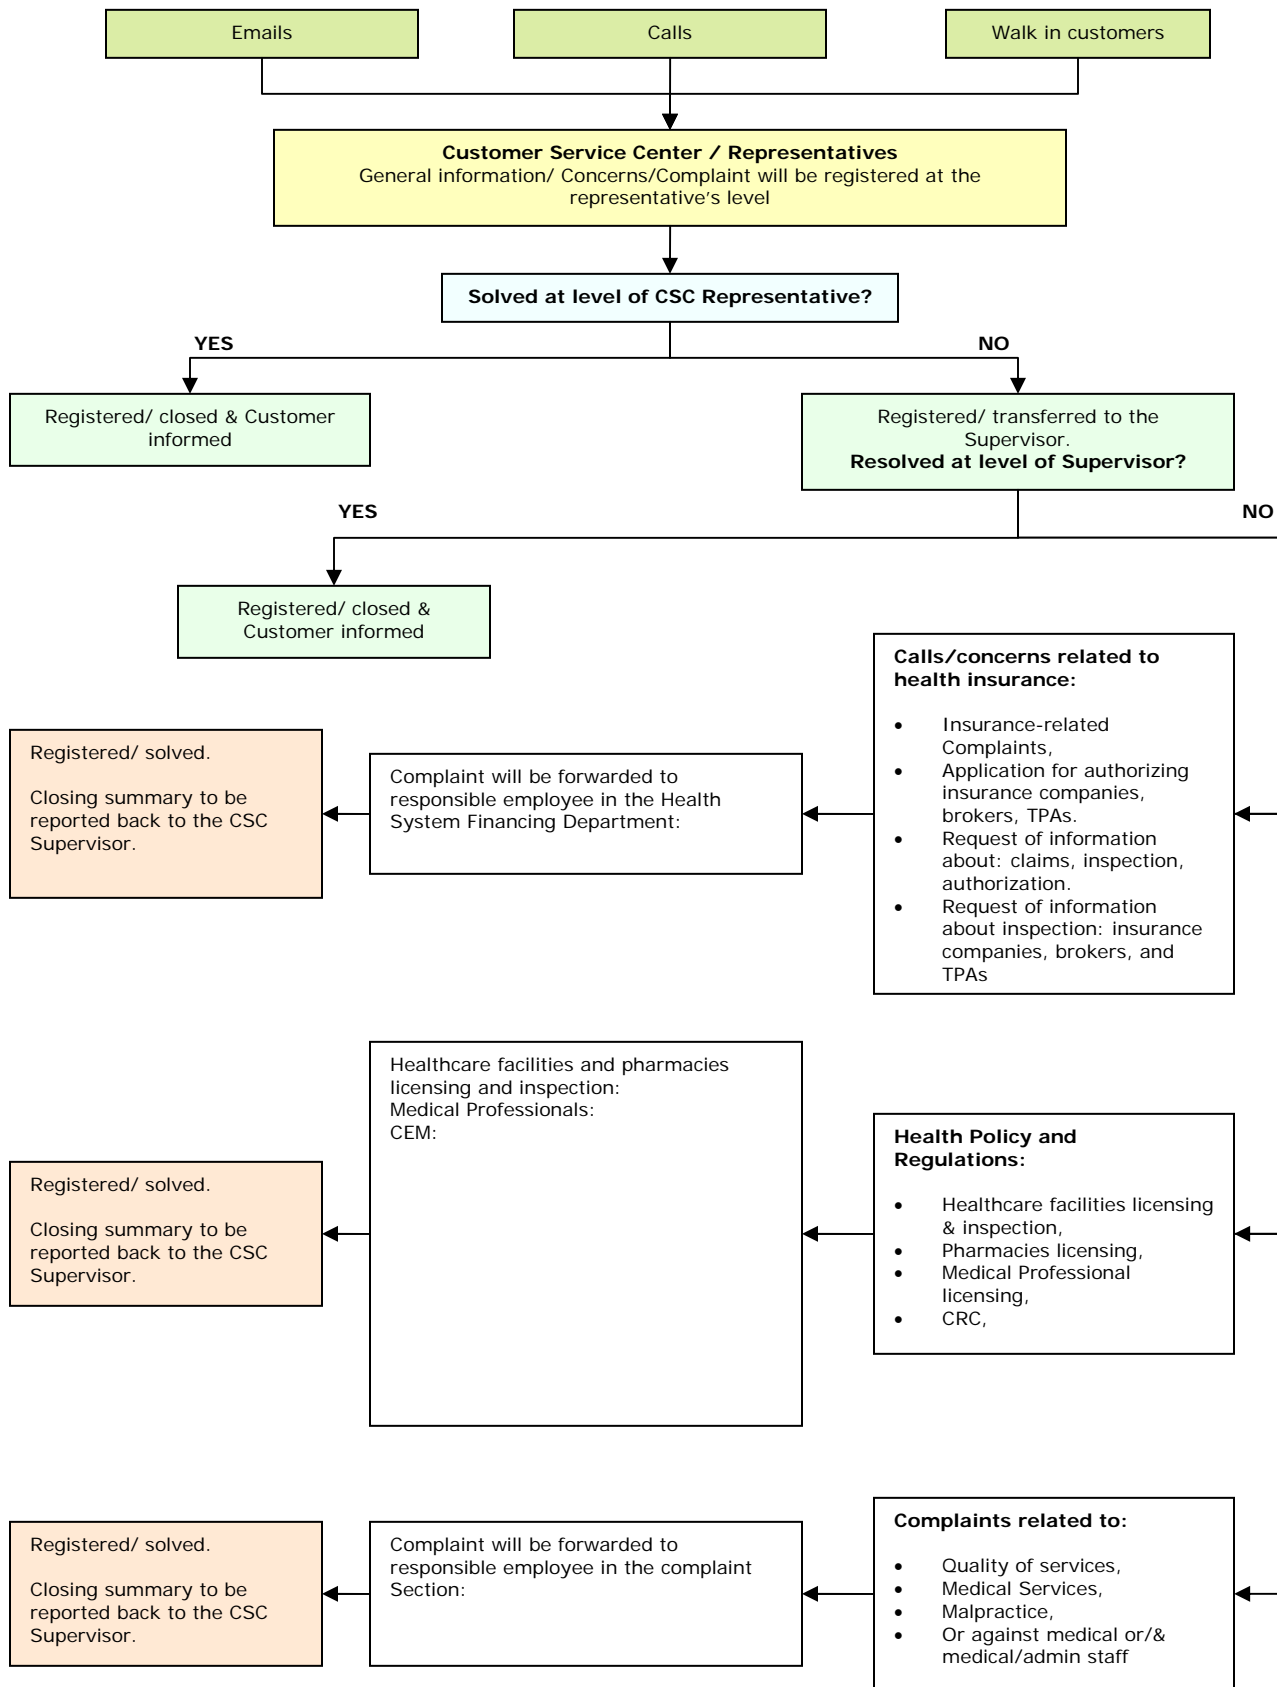 Emails
Calls
Walk in customers
Customer Service Center / Representatives
General information/ Concerns/Complaint will be registered at the
representative's level
Solved at level of CSC Representative?
YES
NO
Registered/ closed & Customer
informed
Registered/ transferred to the
Supervisor.
Resolved at level of Supervisor?
YES
NO
Registered/ closed &
Customer informed
Calls/concerns related to
health insurance:
• Insurance-related
Complaints,
• Application for authorizing
insurance companies,
brokers, TPAs.
• Request of information
about: claims, inspection,
authorization.
• Request of information
about inspection: insurance
companies, brokers, and
TPAs
Complaint will be forwarded to
responsible employee in the Health
System Financing Department:
Registered/ solved.
Closing summary to be
reported back to the CSC
Supervisor.
Health Policy and
Regulations:
• Healthcare facilities licensing
& inspection,
• Pharmacies licensing,
• Medical Professional
licensing,
• CRC,
Healthcare facilities and pharmacies
licensing and inspection:
Medical Professionals:
CEM:
Registered/ solved.
Closing summary to be
reported back to the CSC
Supervisor.
Complaints related to:
• Quality of services,
• Medical Services,
• Malpractice,
• Or against medical or/&
medical/admin staff
Complaint will be forwarded to
responsible employee in the complaint
Section:
Registered/ solved.
Closing summary to be
reported back to the CSC
Supervisor.